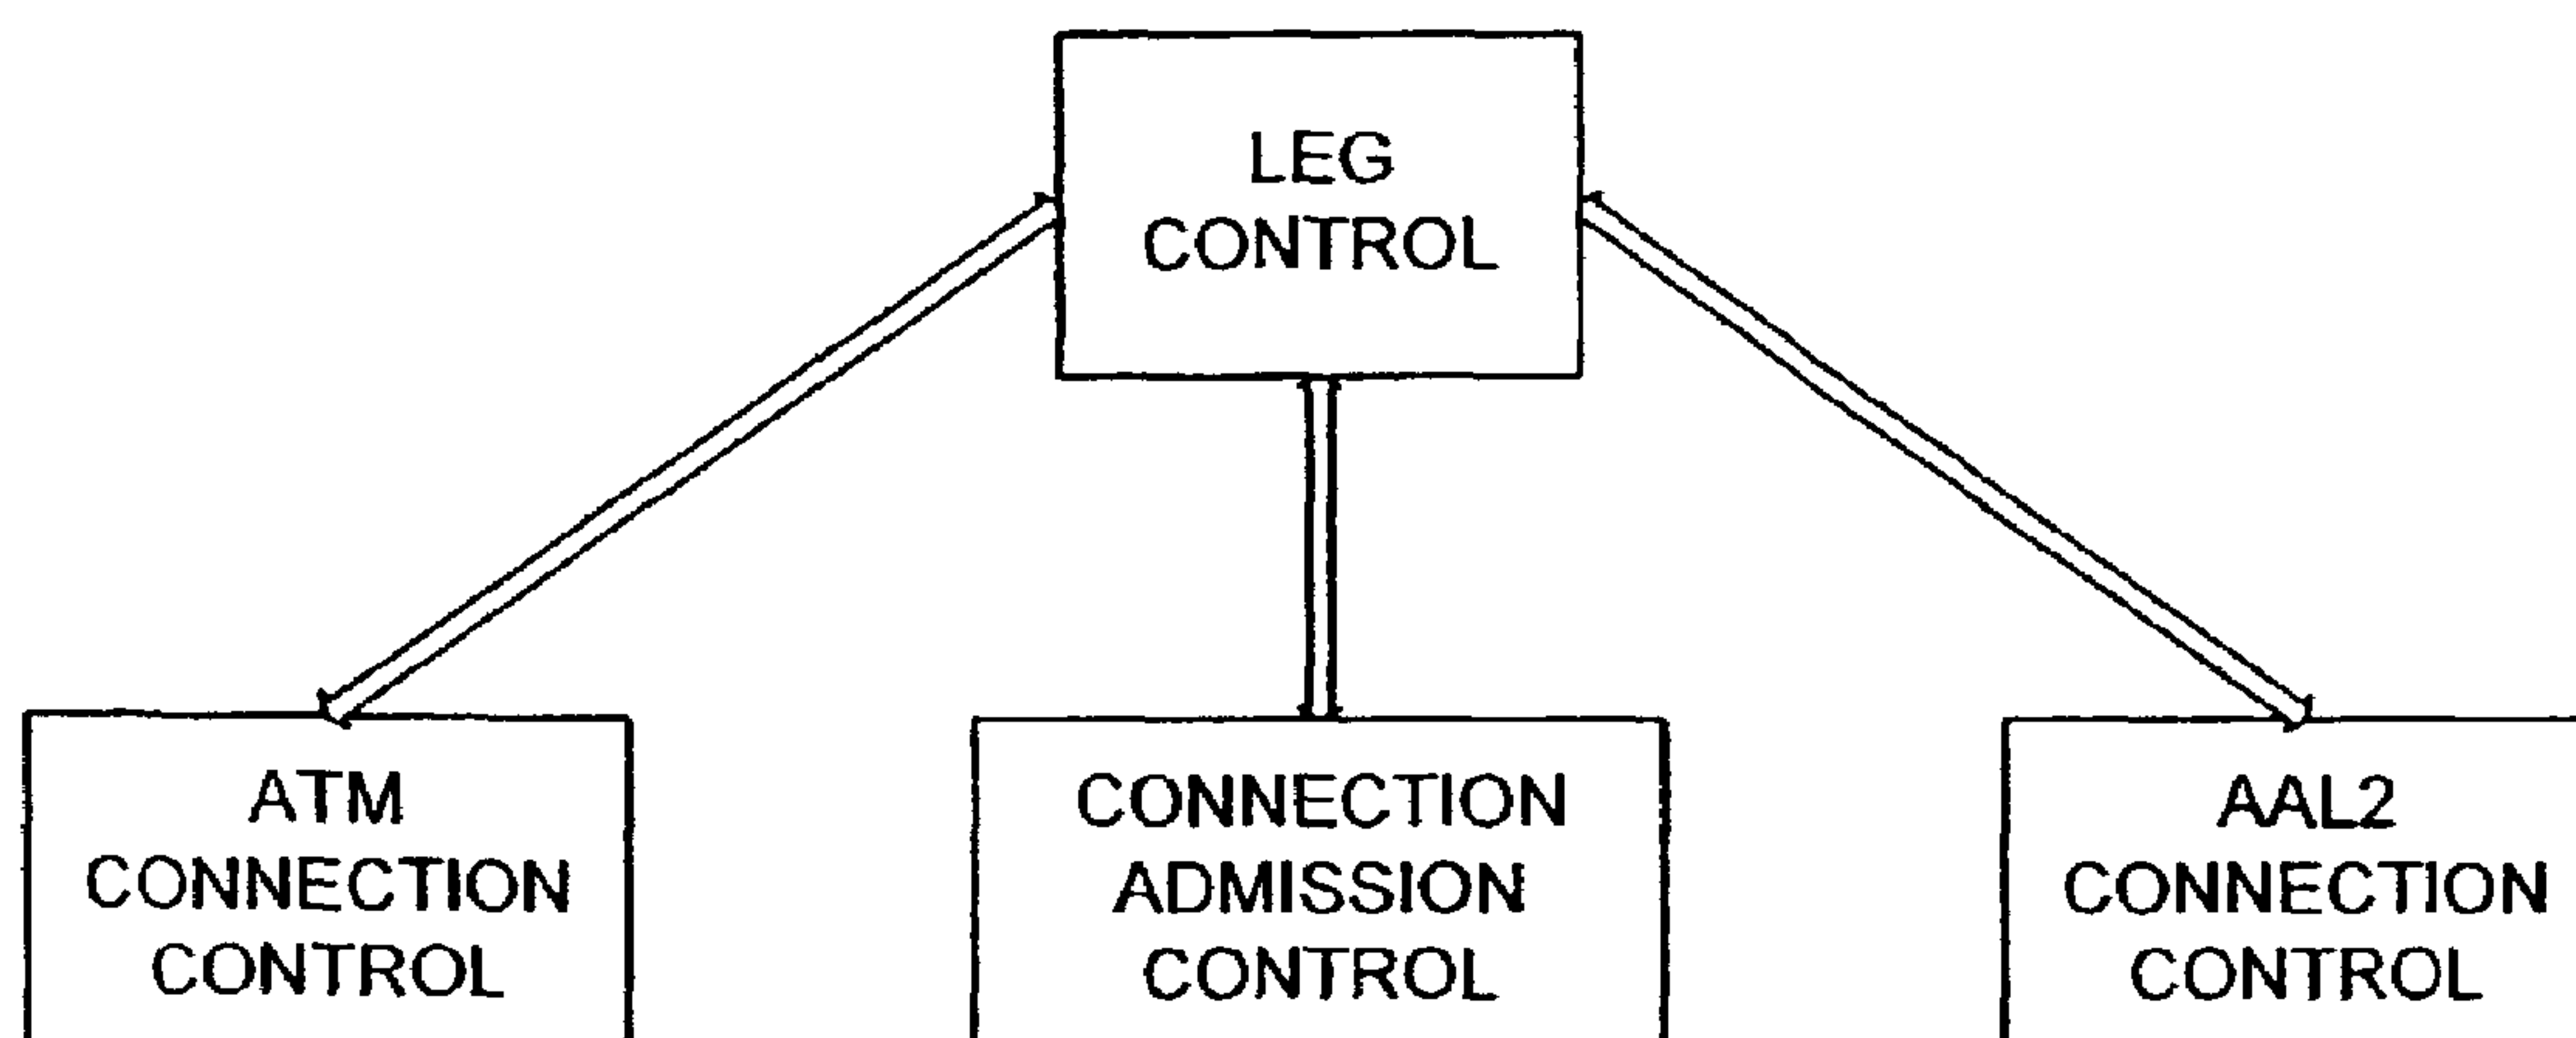 LEG
CONTROL
ATM
CONNECTION
CONTROL
CONNECTION
ADMISSION
CONTROL
AAL2
CONNECTION
CONTROL